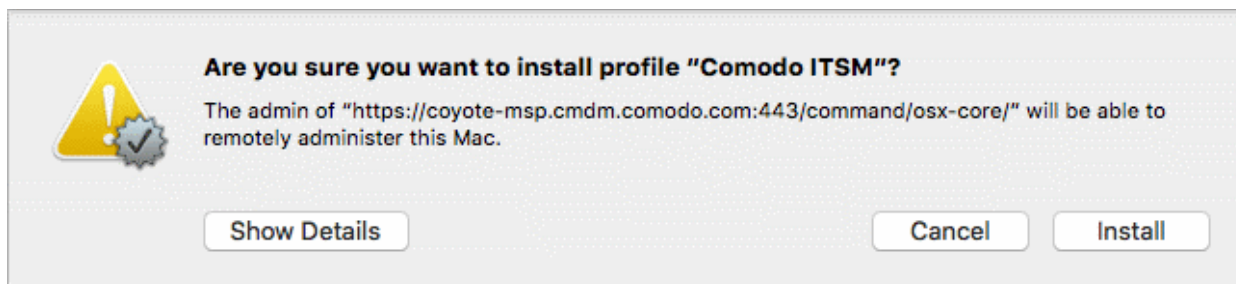 Are you sure you want to install profile “Comodo ITSM”?
The admin of “https://coyote-msp.cmdm.comodo.com:443/command/osx-core/” will be able to
remotely administer this Mac.
Show Details
Cancel
Install